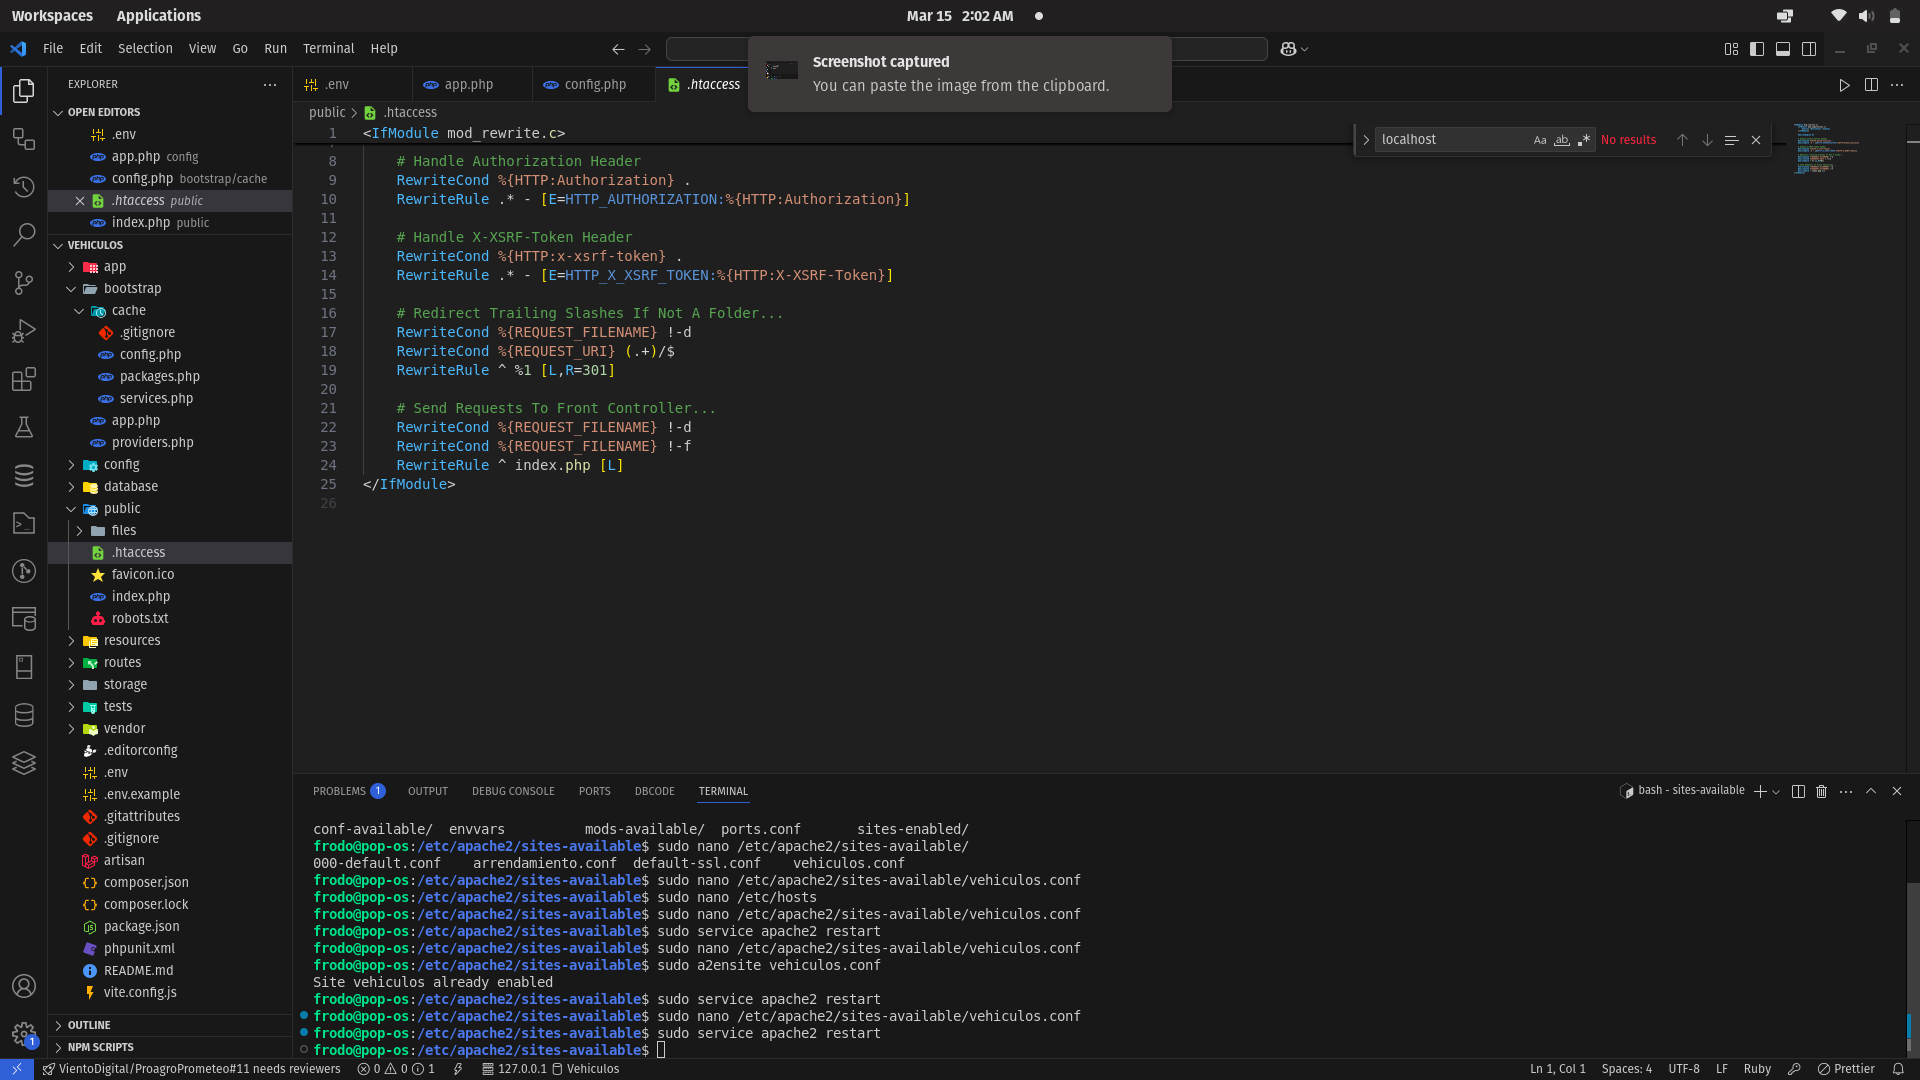 Workspaces Applications Mar 15 2:02 AM
File Edit Selection View Go Run Terminal Help
Screenshot captured
You can paste the image from the clipboard.
EXPLORER
OPEN EDITORS
.env
app.php config
config.php bootstrap/cache
.htaccess public
index.php public
VEHICULOS
app
bootstrap
cache
.gitignore
config.php
packages.php
services.php
app.php
providers.php
config
database
public
files
.htaccess
favicon.ico
index.php
robots.txt
resources
routes
storage
tests
vendor
.editorconfig
.env
.env.example
.gitattributes
.gitignore
artisan
composer.json
composer.lock
package.json
phpunit.xml
README.md
vite.config.js
OUTLINE
NPM SCRIPTS
.env app.php config.php .htaccess
public > .htaccess
localhost Aa ab .* No results
1 <IfModule mod_rewrite.c>
8 # Handle Authorization Header
9 RewriteCond %{HTTP:Authorization} .
10 RewriteRule .* - [E=HTTP_AUTHORIZATION:%{HTTP:Authorization}]
11
12 # Handle X-XSRF-Token Header
13 RewriteCond %{HTTP:x-xsrf-token} .
14 RewriteRule .* - [E=HTTP_X_XSRF_TOKEN:%{HTTP:X-XSRF-Token}]
15
16 # Redirect Trailing Slashes If Not A Folder...
17 RewriteCond %{REQUEST_FILENAME} !-d
18 RewriteCond %{REQUEST_URI} (.+)/$
19 RewriteRule ^ %1 [L,R=301]
20
21 # Send Requests To Front Controller...
22 RewriteCond %{REQUEST_FILENAME} !-d
23 RewriteCond %{REQUEST_FILENAME} !-f
24 RewriteRule ^ index.php [L]
25 </IfModule>
26
PROBLEMS 1 OUTPUT DEBUG CONSOLE PORTS DBCODE TERMINAL bash - sites-available
conf-available/ envvars mods-available/ ports.conf sites-enabled/
frodo@pop-os:/etc/apache2/sites-available$ sudo nano /etc/apache2/sites-available/
000-default.conf arrendamiento.conf default-ssl.conf vehiculos.conf
frodo@pop-os:/etc/apache2/sites-available$ sudo nano /etc/apache2/sites-available/vehiculos.conf
frodo@pop-os:/etc/apache2/sites-available$ sudo nano /etc/hosts
frodo@pop-os:/etc/apache2/sites-available$ sudo nano /etc/apache2/sites-available/vehiculos.conf
frodo@pop-os:/etc/apache2/sites-available$ sudo service apache2 restart
frodo@pop-os:/etc/apache2/sites-available$ sudo nano /etc/apache2/sites-available/vehiculos.conf
frodo@pop-os:/etc/apache2/sites-available$ sudo a2ensite vehiculos.conf
Site vehiculos already enabled
frodo@pop-os:/etc/apache2/sites-available$ sudo service apache2 restart
frodo@pop-os:/etc/apache2/sites-available$ sudo nano /etc/apache2/sites-available/vehiculos.conf
frodo@pop-os:/etc/apache2/sites-available$ sudo service apache2 restart
frodo@pop-os:/etc/apache2/sites-available$
1
VientoDigital/ProagroPrometeo#11 needs reviewers 0 0 1 127.0.0.1 Vehiculos Ln 1, Col 1 Spaces: 4 UTF-8 LF Ruby Prettier